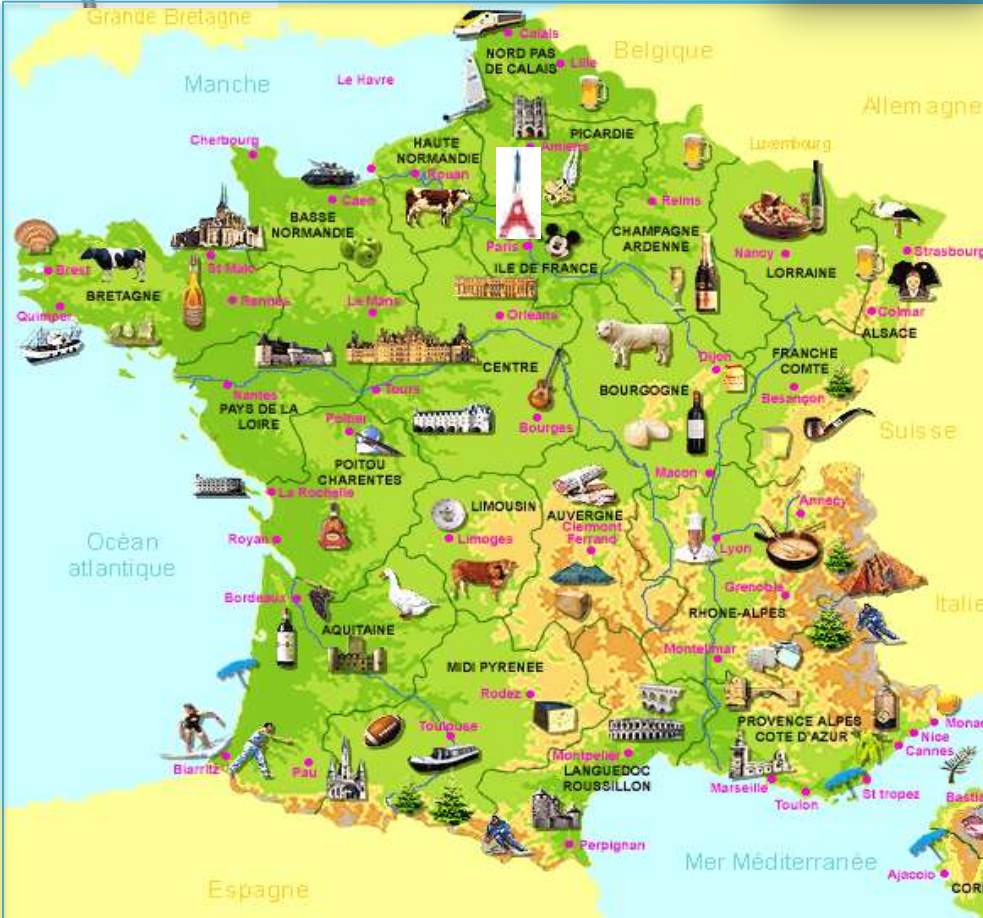 Grande Bretagne
Calais
NORD PAS
DE CALAIS
Lille
Belgique
Manche
Le Havre
Allemagne
Cherbourg
PICARDIE
Amiens
Luxembourg
HAUTE
NORMANDIE
Rouan
Caen
BASSE
NORMANDIE
Reims
CHAMPAGNE
ARDENNE
Paris
ILE DE FRANCE
Nancy
LORRAINE
Strasbourg
Brest
BRETAGNE
St Malo
Rennes
Le Mans
Quimper
Orleans
Colmar
ALSACE
CENTRE
Dijon
FRANCHE
COMTE
Besançon
BOURGOGNE
Nantes
PAYS DE LA
LOIRE
Tours
Poitier
Bourges
Suisse
POITOU
CHARENTES
Macon
La Rochelle
LIMOUSIN
AUVERGNE
Clermont
Ferrand
Annecy
Océan
atlantique
Royan
Limoges
Lyon
Bordeaux
Grenoble
RHONE-ALPES
Italie
AQUITAINE
MIDI PYRENEE
Montelimar
Rodez
Toulouse
PROVENCE ALPES
COTE D'AZUR
Mona
Nice
Cannes
Biarritz
Pau
Montpelier
LANGUEDOC
ROUSSILLON
Marseille
Toulon
St tropez
Bastia
Perpignan
Mer Méditerranée
Ajaccio
COR
Espagne